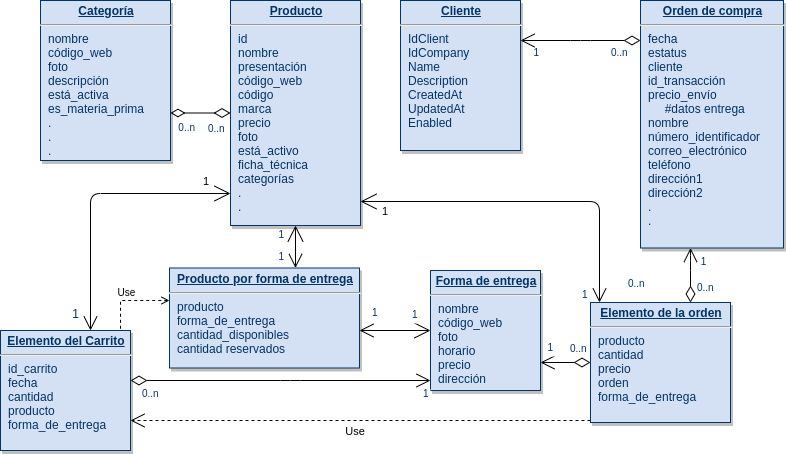 Categoría
nombre
código_web
foto
descripción
está_activa
es_materia_prima
.
.
.
0..n
0..n
Producto
id
nombre
presentación
código_web
código
marca
precio
foto
está_activo
ficha_técnica
categorías
.
.
Cliente
IdClient
IdCompany
Name
Description
CreatedAt
UpdatedAt
Enabled
1
0..n
Orden de compra
fecha
estatus
cliente
id_transacción
precio_envío
#datos entrega
nombre
número_identificador
correo_electrónico
teléfono
dirección1
dirección2
.
.
1
1
1
1
1
0..n
0..n
1
1
Use
Producto por forma de entrega
producto
forma_de_entrega
cantidad_disponibles
cantidad reservados
1
1
Forma de entrega
nombre
código_web
foto
horario
precio
dirección
1
0..n
Elemento de la orden
producto
cantidad
precio
orden
forma_de_entrega
Elemento del Carrito
id_carrito
fecha
cantidad
producto
forma_de_entrega
0..n
1
Use